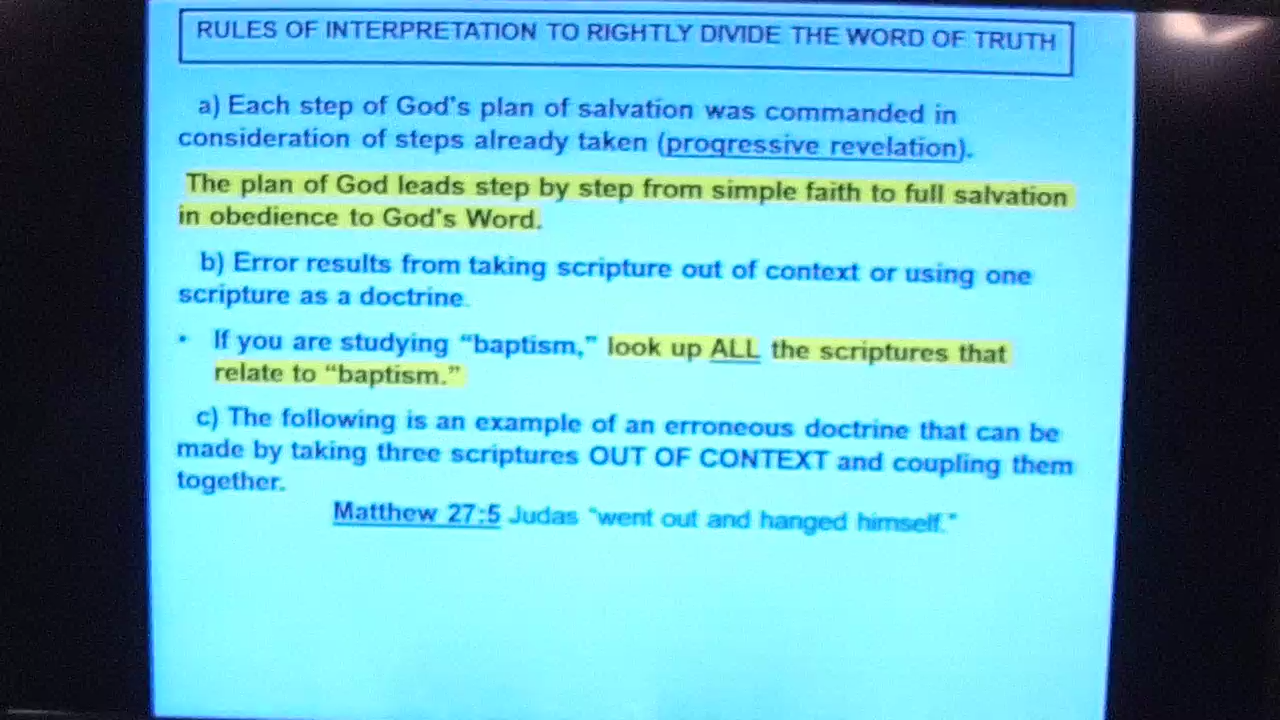 RULES OF INTERPRETATION TO RIGHTLY DIVIDE THE WORD OF TRUTH
a) Each step of God's plan of salvation was commanded in
consideration of steps already taken (progressive revelation).
The plan of God leads step by step from simple faith to full salvation
in obedience to God's Word.
b) Error results from taking scripture out of context or using one
scripture as a doctrine.
• If you are studying “baptism,” look up ALL the scriptures that
relate to “baptism.”
c) The following is an example of an erroneous doctrine that can be
made by taking three scriptures OUT OF CONTEXT and coupling them
together.
Matthew 27:5 Judas “went out and hanged himself.”